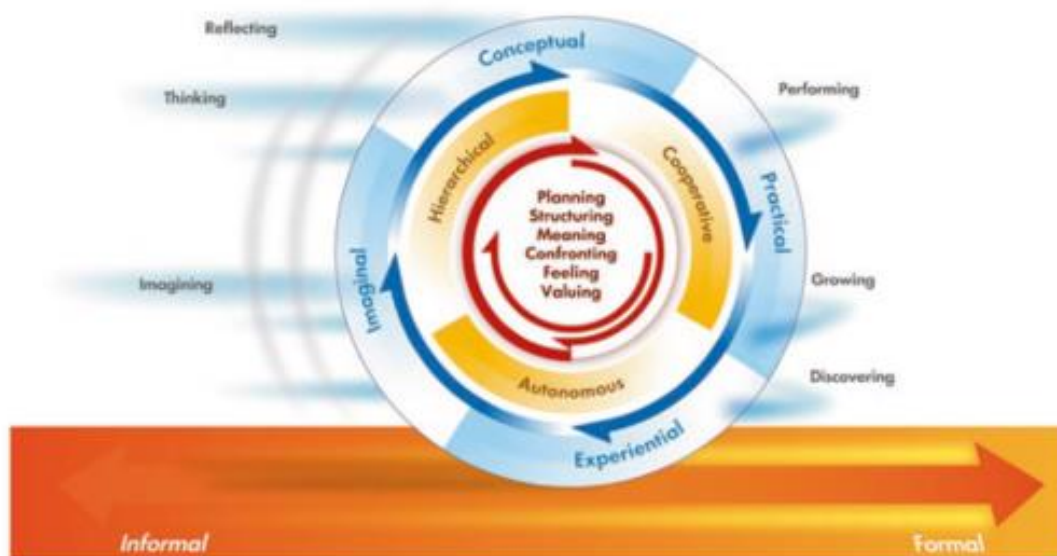 Reflecting
Conceptual
Thinking
Performing
Hierarchical
Cooperative
Planning
Structuring
Meaning
Confronting
Feeling
Valuing
Practical
Imaginal
Imagining
Growing
Discovering
Autonomous
Experiential
Informal
Formal